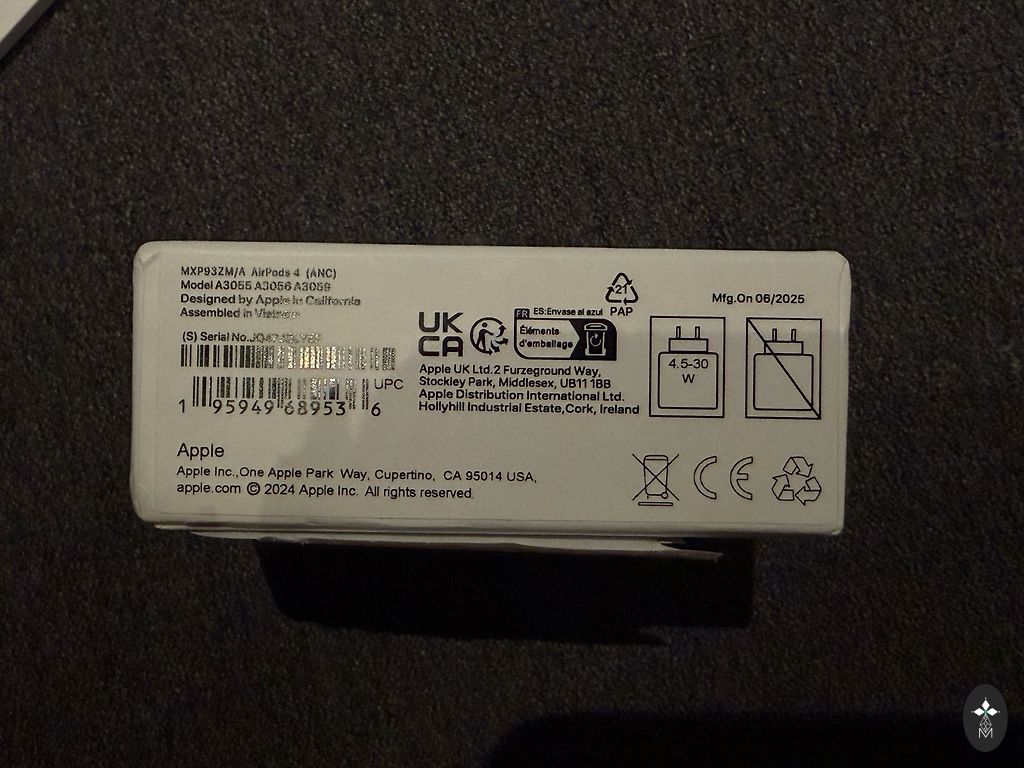 MXP93ZM/A AirPods 4 (ANC)
Model A3055 A3056 A3059
Designed by Apple in California
Assembled in Vietnam
(S) Serial No.
UPC
1 95949 68953 6
Apple
Apple Inc., One Apple Park Way, Cupertino, CA 95014 USA,
apple.com © 2024 Apple Inc. All rights reserved.
UK
CA
FR
ES:Envase al azul
Éléments
d'emballage
21
PAP
Apple UK Ltd.2 Furzeground Way,
Stockley Park, Middlesex, UB11 1BB
Apple Distribution International Ltd.
Hollyhill Industrial Estate,Cork, Ireland
Mfg.On 06/2025
4.5-30
W
CE
M